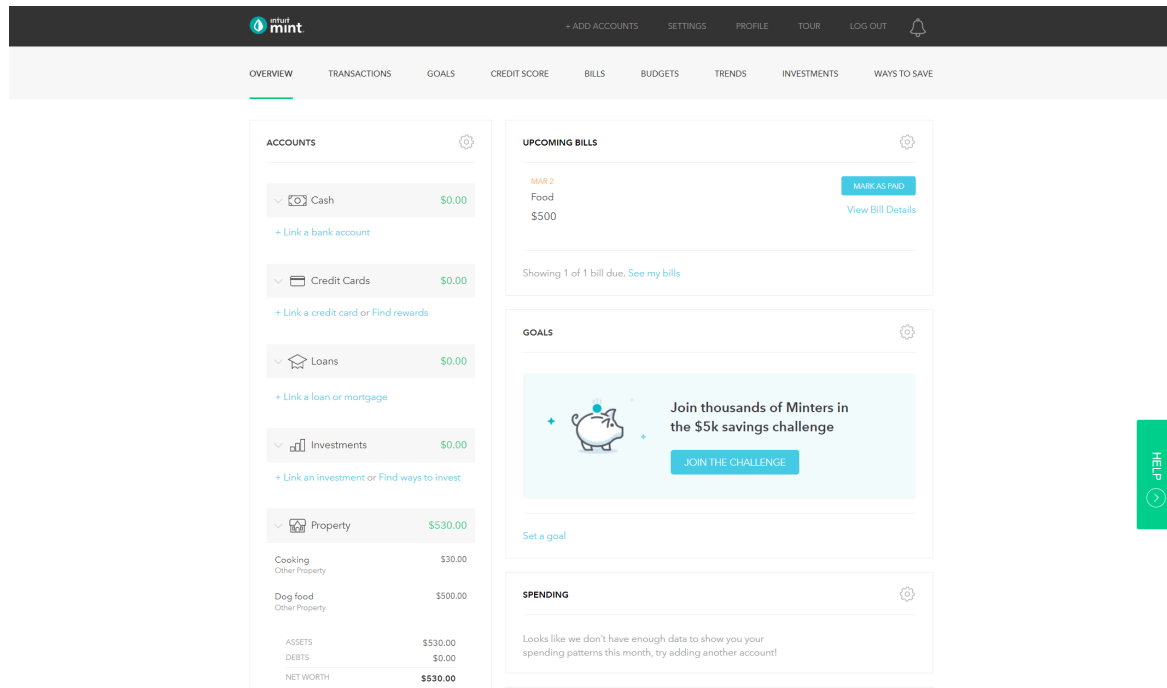 intuit
mint
+ ADD ACCOUNTS SETTINGS PROFILE TOUR LOG OUT
OVERVIEW TRANSACTIONS GOALS CREDIT SCORE BILLS BUDGETS TRENDS INVESTMENTS WAYS TO SAVE
ACCOUNTS
Cash $0.00
+ Link a bank account
Credit Cards $0.00
+ Link a credit card or Find rewards
Loans $0.00
+ Link a loan or mortgage
Investments $0.00
+ Link an investment or Find ways to invest
Property $530.00
Cooking $30.00
Other Property
Dog food $500.00
Other Property
ASSETS $530.00
DEBTS $0.00
NET WORTH $530.00
UPCOMING BILLS
MAR 2
Food
$500
MARK AS PAID
View Bill Details
Showing 1 of 1 bill due. See my bills
GOALS
Join thousands of Minters in
the $5k savings challenge
JOIN THE CHALLENGE
Set a goal
SPENDING
Looks like we don't have enough data to show you your
spending patterns this month, try adding another account!
HELP